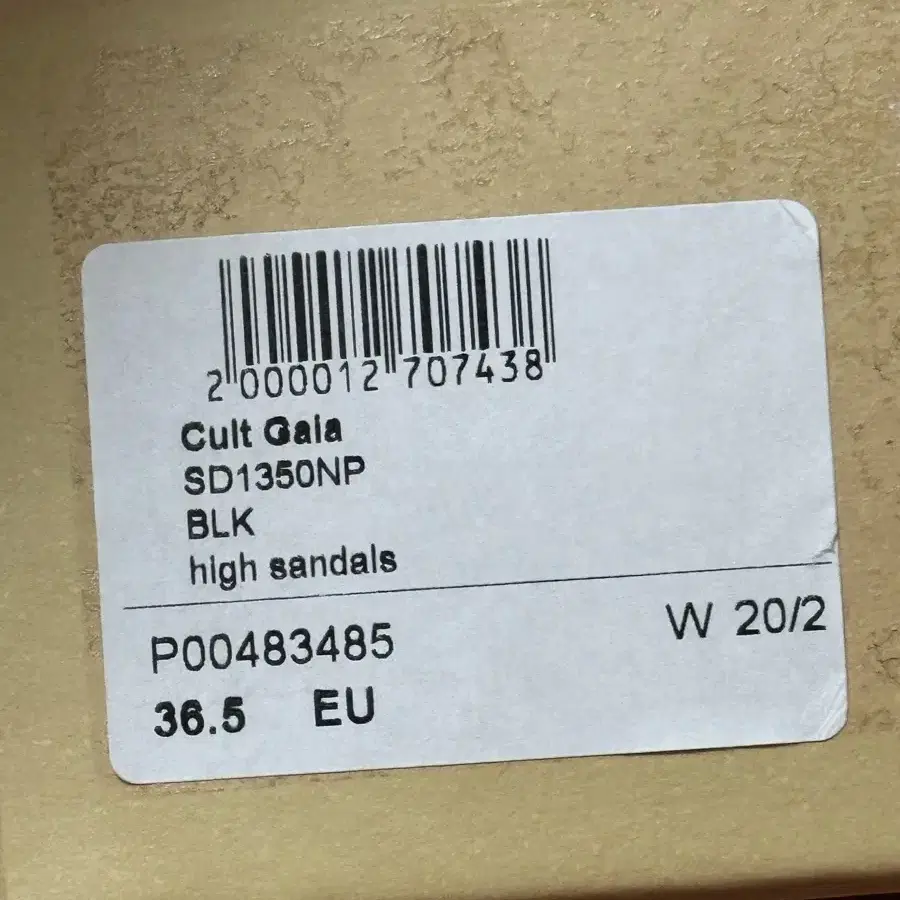 2 000012 707438
Cult Gaia
SD1350NP
BLK
high sandals
P00483485
W 20/2
36.5 EU